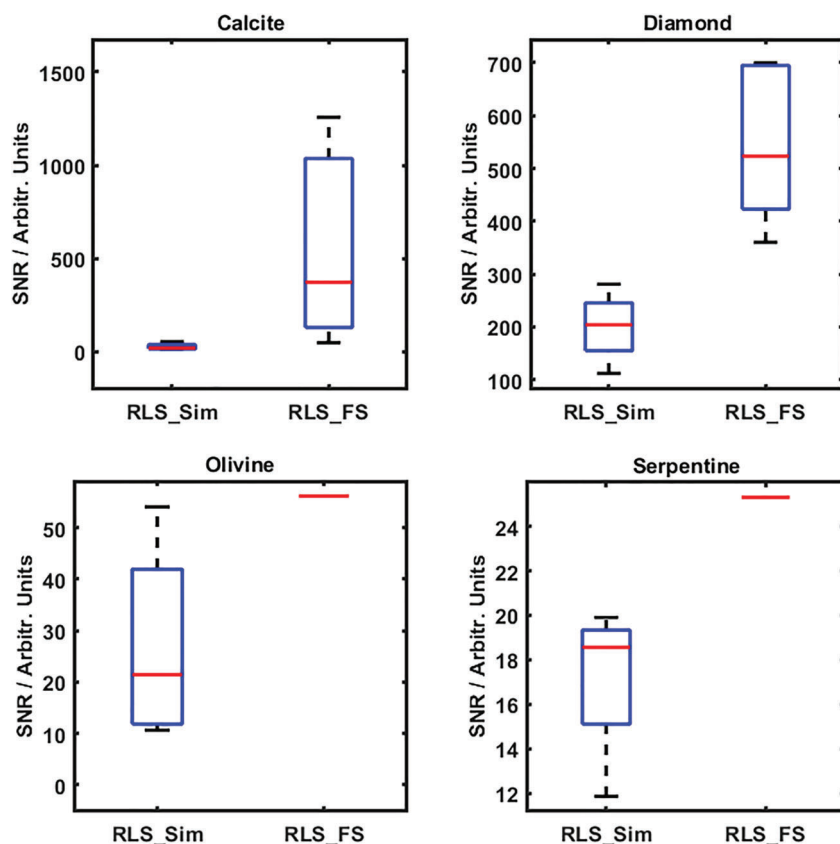 Calcite
SNR / Arbitr. Units
1500
1000
500
0
RLS_Sim RLS_FS
Diamond
SNR / Arbitr. Units
700
600
500
400
300
200
100
RLS_Sim RLS_FS
Olivine
SNR / Arbitr. Units
50
40
30
20
10
0
RLS_Sim RLS_FS
Serpentine
SNR / Arbitr. Units
24
22
20
18
16
14
12
RLS_Sim RLS_FS